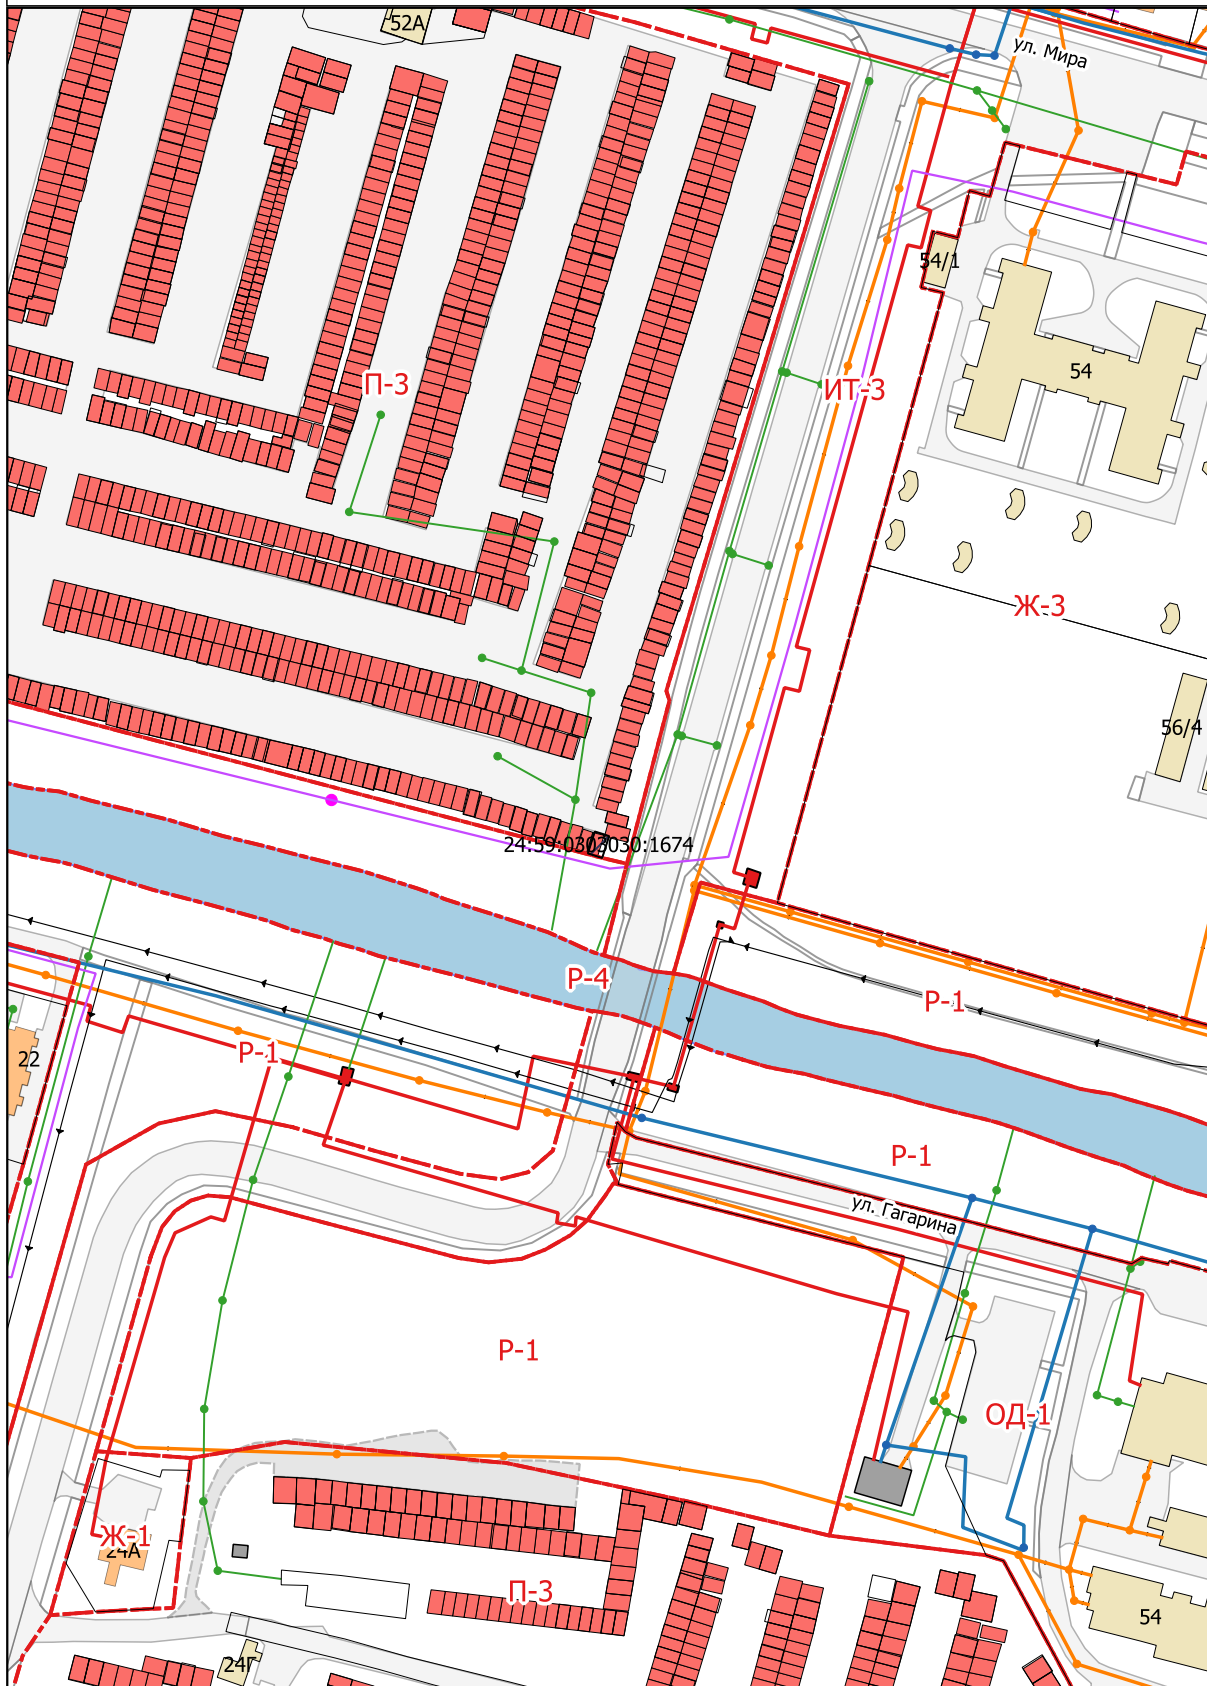 52А
ул. Мира
54/1
54
П-3
ИТ-3
Ж-3
56/4
24:59:0303030:1674
Р-4
Р-1
Р-1
22
Р-1
ул. Гагарина
Р-1
ОД-1
Ж-1
24А
П-3
54
24Г